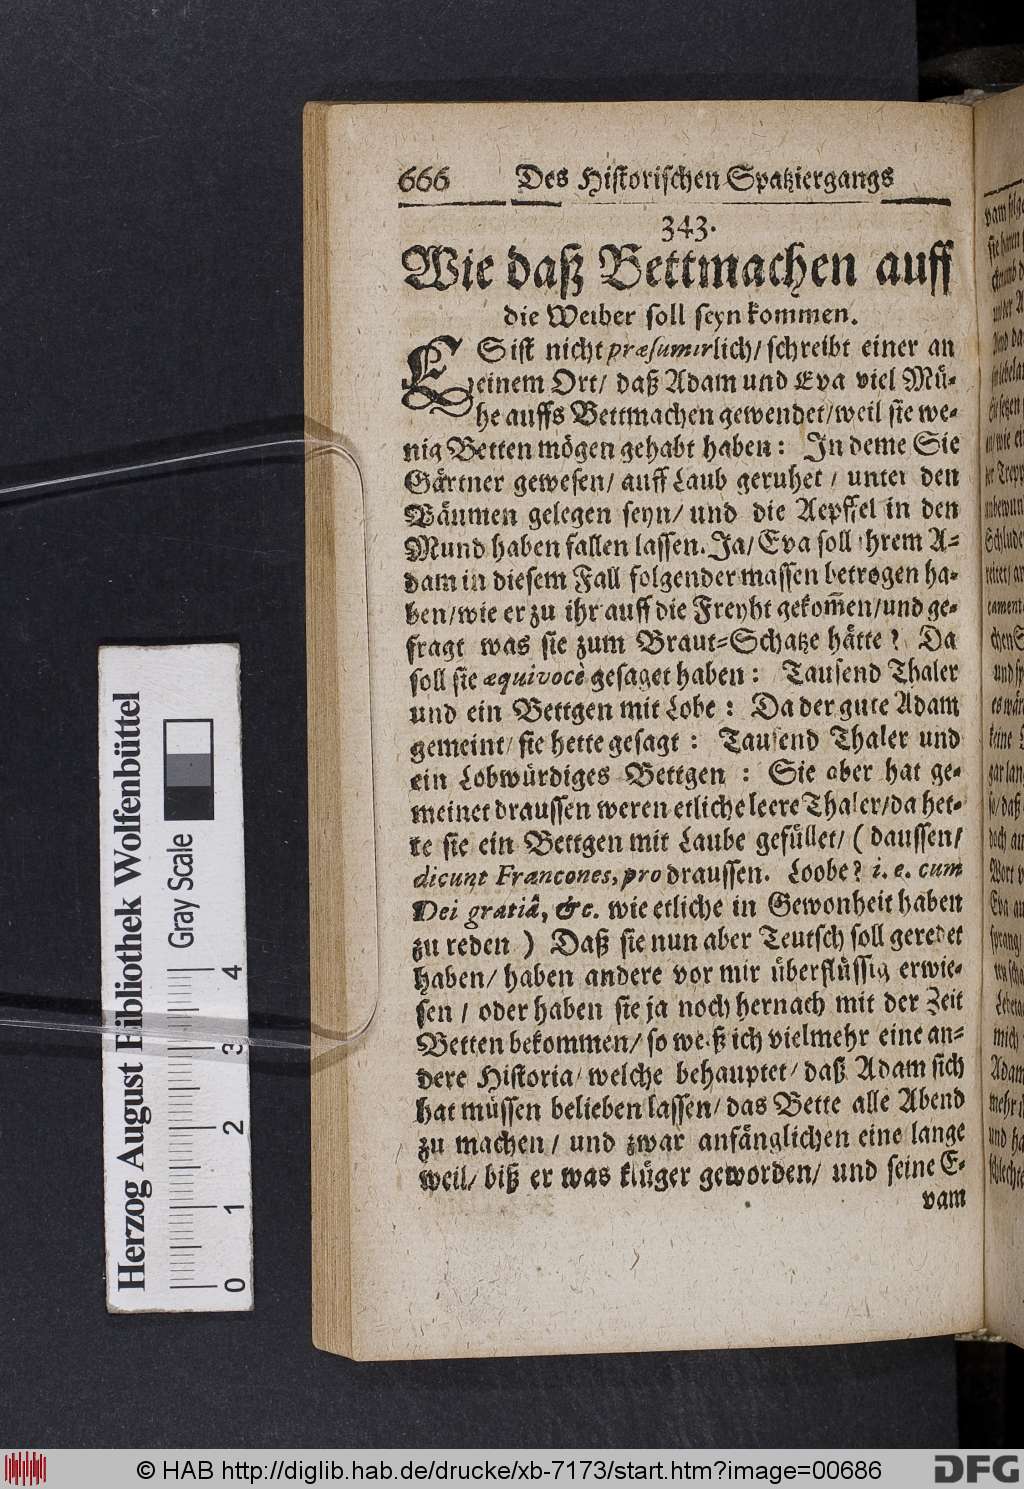 666 Des Historischen Spatziergangs
343.
Wie daß Bettmachen auff
die Weiber soll seyn kommen.
ES ist nicht præsumirlich/ schreibt einer an
einem Ort/ daß Adam und Eva viel Mü-
he auffs Bettmachen gewendet/ weil sie we-
nig Betten mögen gehabt haben: In deme Sie
Gärtner gewesen/ auff Laub geruhet/ unter den
Bäumen gelegen seyn/ und die Aepffel in den
Mund haben fallen lassen. Ja/ Eva soll ihrem A-
dam in diesem Fall folgender massen betrogen ha-
ben/ wie er zu ihr auff die Freyht gekom̅en/ und ge-
fragt was sie zum Braut-Schatze hätte? Da
soll sie æquivocè gesaget haben: Tausend Thaler
und ein Bettgen mit Lobe: Da der gute Adam
gemeint/ sie hette gesagt: Tausend Thaler und
ein Lobwürdiges Bettgen: Sie aber hat ge-
meinet draussen weren etliche leere Thaler/ da het-
te sie ein Bettgen mit Laube gefüllet/ (daussen/
dicunt Francones, pro draussen. Loobe? i. e. cum
Dei gratiâ, &c. wie etliche in Gewonheit haben
zu reden) Daß sie nun aber Teutsch soll geredet
haben/ haben andere vor mir überflüssig erwie-
sen/ oder haben sie ja noch hernach mit der Zeit
Betten bekommen/ so weiß ich vielmehr eine an-
dere Historia/ welche behauptet/ daß Adam sich
hat müssen belieben lassen/ das Bette alle Abend
zu machen/ und zwar anfänglichen eine lange
weil/ biß er was klüger geworden/ und seine E-
vam
Herzog August Bibliothek Wolfenbüttel
Gray Scale
0 1 2 3 4
© HAB http://diglib.hab.de/drucke/xb-7173/start.htm?image=00686
DFG